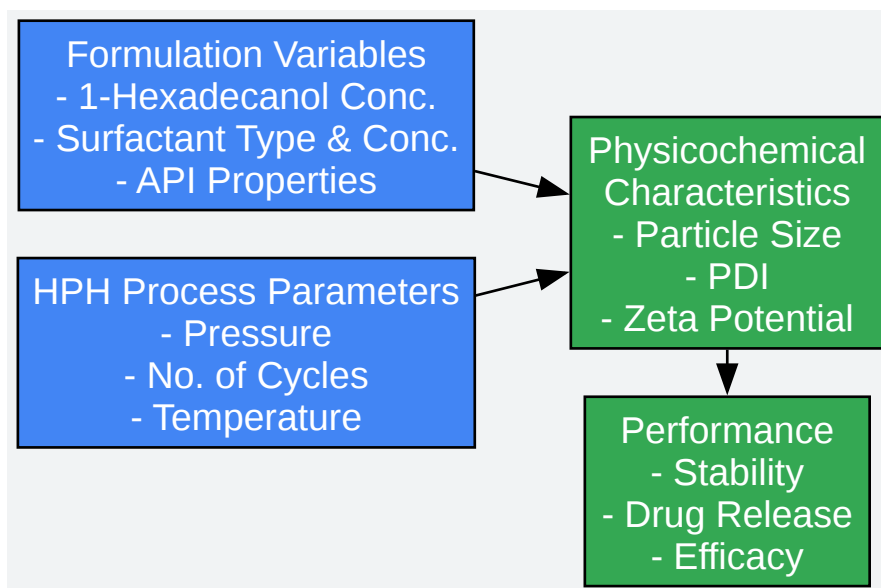 Formulation Variables
- 1-Hexadecanol Conc.
- Surfactant Type & Conc.
- API Properties
HPH Process Parameters
- Pressure
- No. of Cycles
- Temperature
Physicochemical
Characteristics
- Particle Size
- PDI
- Zeta Potential
Performance
- Stability
- Drug Release
- Efficacy